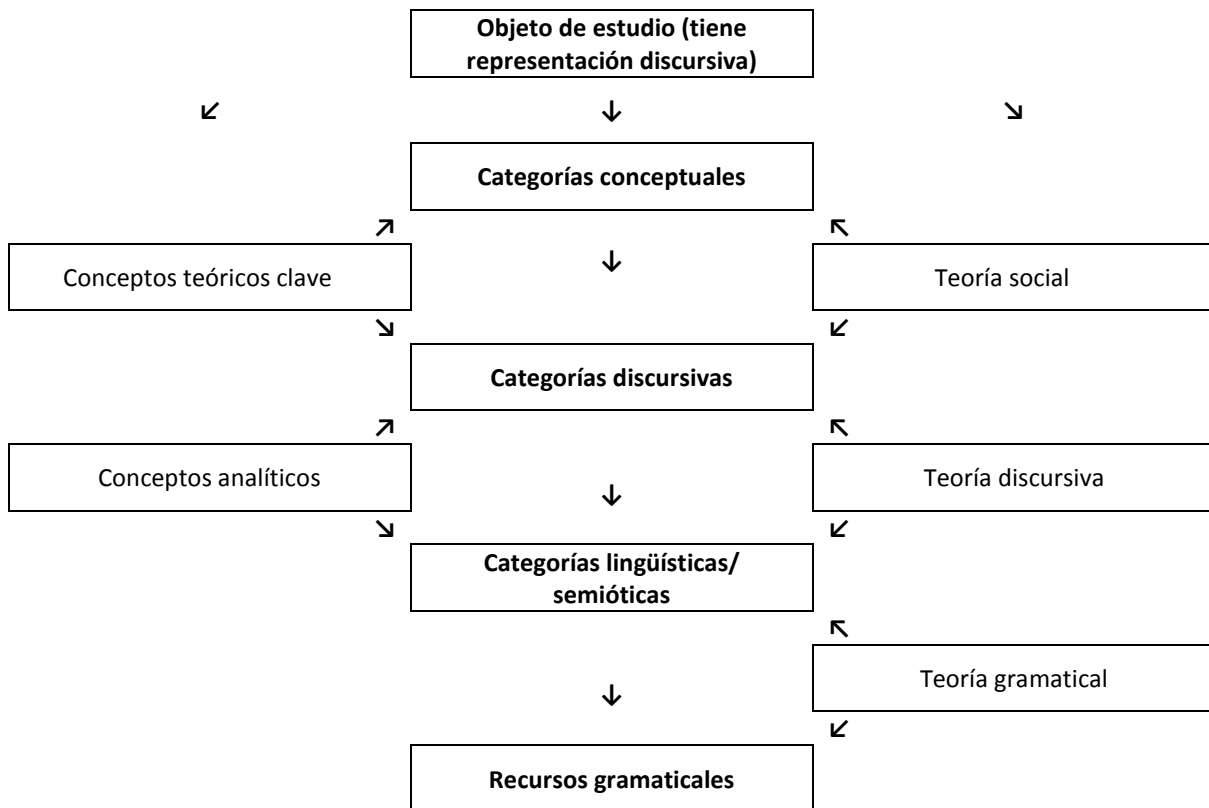 Objeto de estudio (tiene
representación discursiva)
↙ ↓ ↘
Categorías conceptuales
↗ ↖
Conceptos teóricos clave ↓ Teoría social
↘ ↙
Categorías discursivas
↗ ↖
Conceptos analíticos ↓ Teoría discursiva
↘ ↙
Categorías lingüísticas/
semióticas
↖
↓ Teoría gramatical
↙
Recursos gramaticales